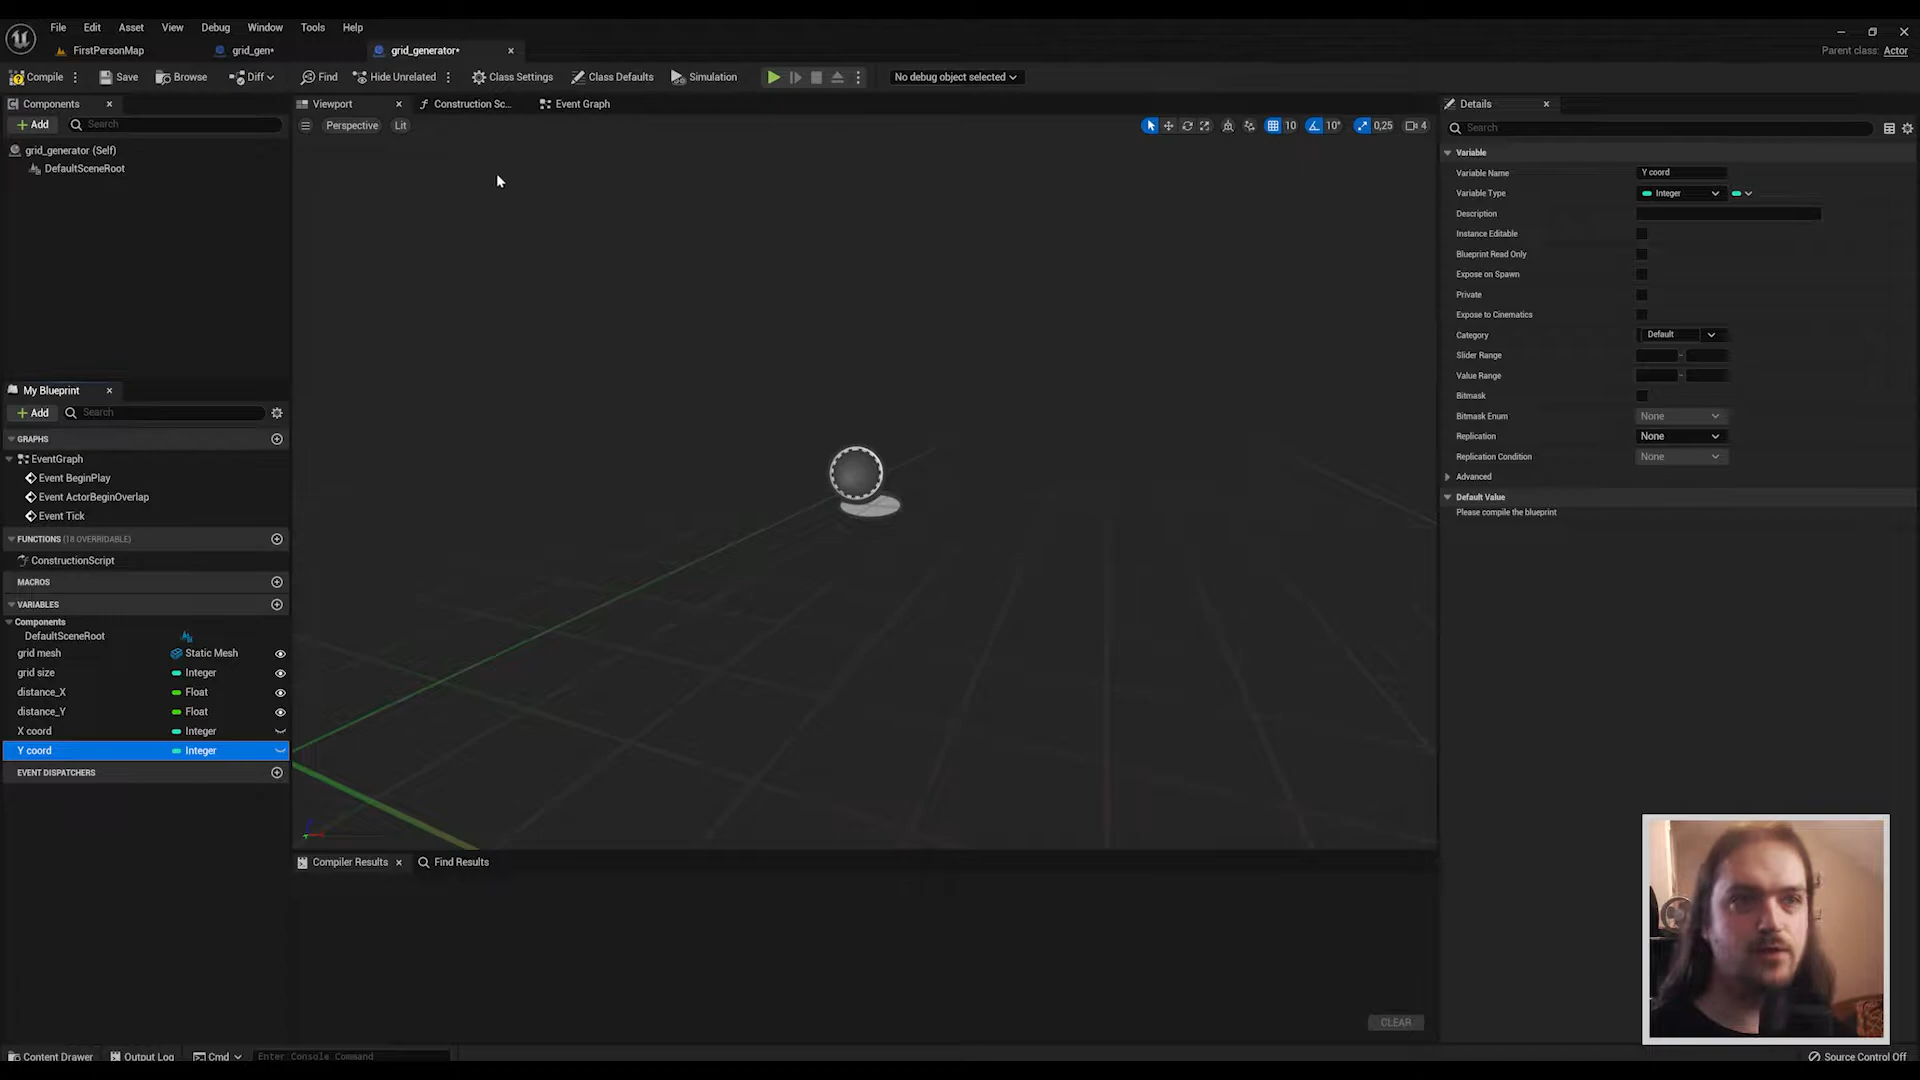 File Edit Asset View Debug Window Tools Help
FirstPersonMap grid_gen* grid_generator*
Parent class: Actor
Compile Save Browse Diff Find Hide Unrelated Class Settings Class Defaults Simulation No debug object selected
Components
Add Search
grid_generator (Self)
DefaultSceneRoot
Viewport Construction Sc... Event Graph
Perspective Lit
10 10° 0,25 4
My Blueprint
Add Search
GRAPHS
EventGraph
Event BeginPlay
Event ActorBeginOverlap
Event Tick
FUNCTIONS (18 OVERRIDABLE)
ConstructionScript
MACROS
VARIABLES
Components
DefaultSceneRoot
grid mesh Static Mesh
grid size Integer
distance_X Float
distance_Y Float
X coord Integer
Y coord Integer
EVENT DISPATCHERS
Compiler Results Find Results
CLEAR
Details
Search
Variable
Variable Name Y coord
Variable Type Integer
Description
Instance Editable
Blueprint Read Only
Expose on Spawn
Private
Expose to Cinematics
Category Default
Slider Range -
Value Range -
Bitmask
Bitmask Enum None
Replication None
Replication Condition None
Advanced
Default Value
Please compile the blueprint
Content Drawer Output Log Cmd Enter Console Command
Source Control Off